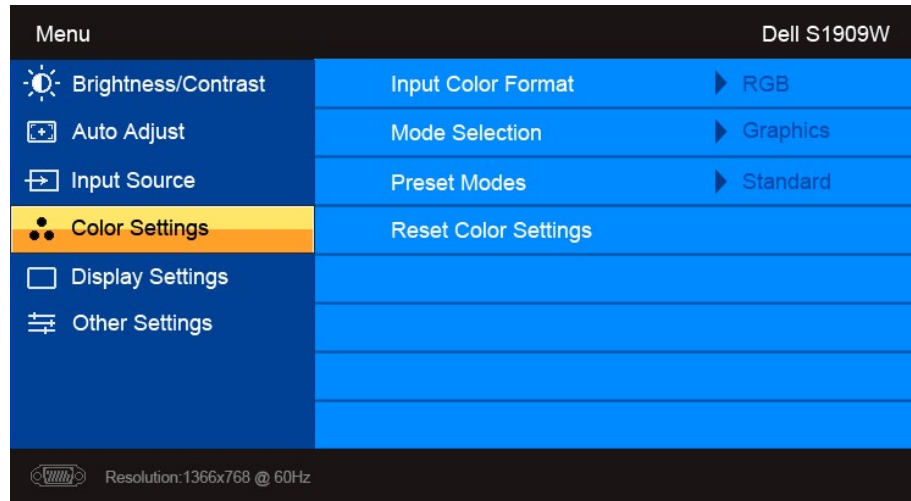 Menu Dell S1909W
Brightness/Contrast Input Color Format RGB
Auto Adjust Mode Selection Graphics
Input Source Preset Modes Standard
Color Settings Reset Color Settings
Display Settings
Other Settings
Resolution:1366x768 @ 60Hz